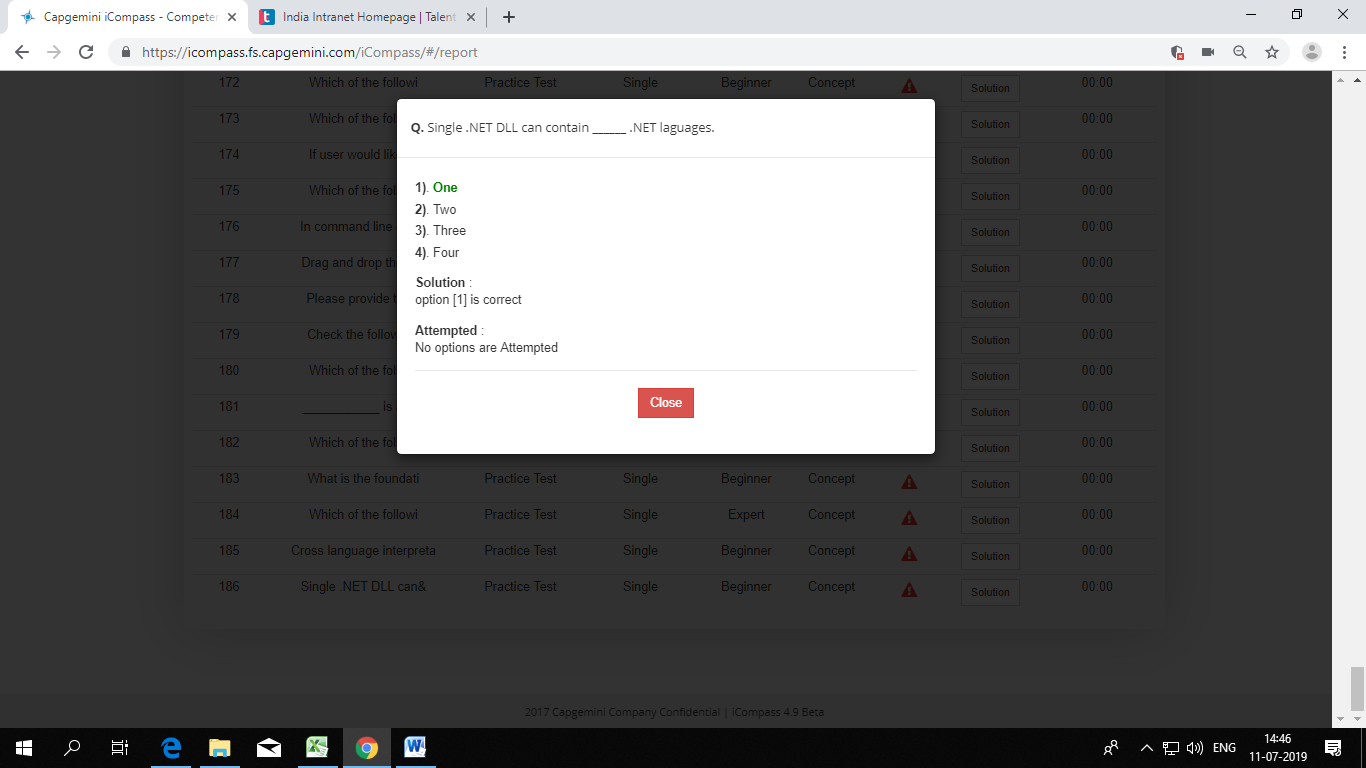 Capgemini iCompass - Competer
India Intranet Homepage | Talent
https://icompass.fs.capgemini.com/iCompass/#/report
172 Which of the followi Practice Test Single Beginner Concept Solution 00:00
173 Which of the fol Solution 00:00
174 If user would lik Solution 00:00
175 Which of the fol Solution 00:00
176 In command line Solution 00:00
177 Drag and drop th Solution 00:00
178 Please provide t Solution 00:00
179 Check the follow Solution 00:00
180 Which of the fol Solution 00:00
181 ___________ is Solution 00:00
182 Which of the fol Solution 00:00
183 What is the foundati Practice Test Single Beginner Concept Solution 00:00
184 Which of the followi Practice Test Single Expert Concept Solution 00:00
185 Cross language interpreta Practice Test Single Beginner Concept Solution 00:00
186 Single .NET DLL can& Practice Test Single Beginner Concept Solution 00:00
Q. Single .NET DLL can contain ______ .NET laguages.
1). One
2). Two
3). Three
4). Four
Solution :
option [1] is correct
Attempted :
No options are Attempted
Close
2017 Capgemini Company Confidential | iCompass 4.9 Beta
ENG
14:46
11-07-2019